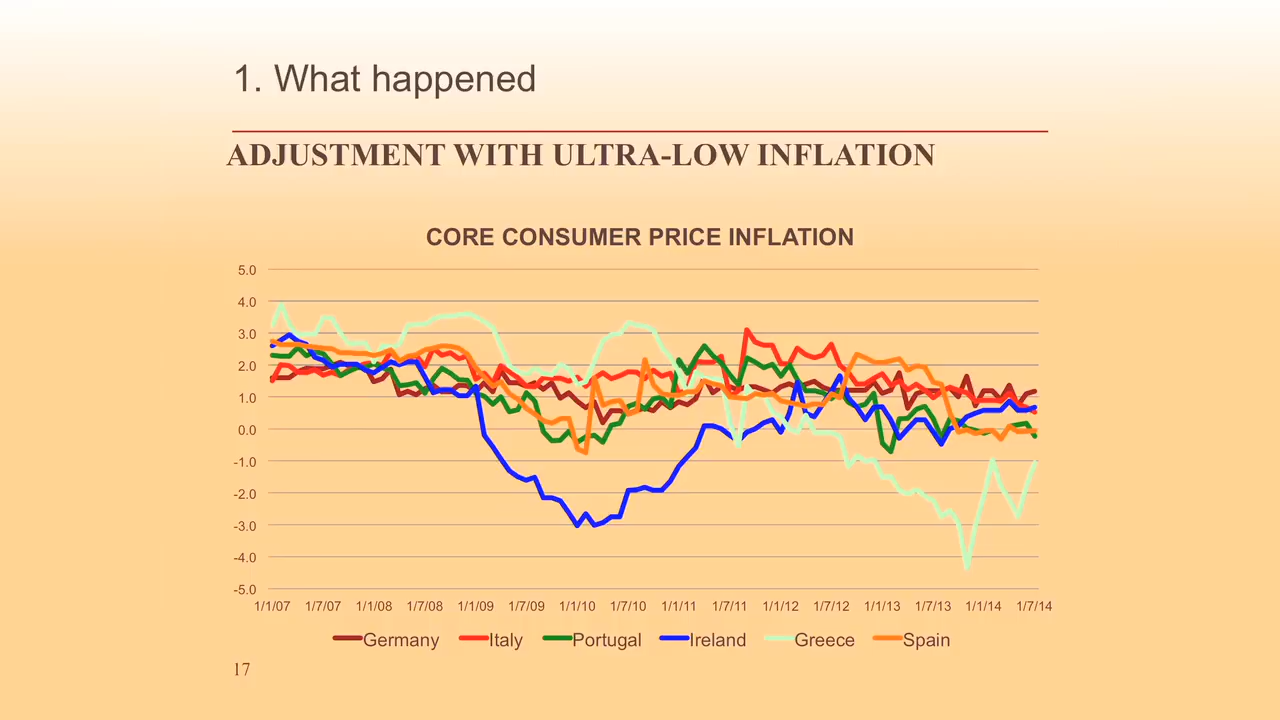 1. What happened
ADJUSTMENT WITH ULTRA-LOW INFLATION
CORE CONSUMER PRICE INFLATION
5.0
4.0
3.0
2.0
1.0
0.0
-1.0
-2.0
-3.0
-4.0
-5.0
1/1/07 1/7/07 1/1/08 1/7/08 1/1/09 1/7/09 1/1/10 1/7/10 1/1/11 1/7/11 1/1/12 1/7/12 1/1/13 1/7/13 1/1/14 1/7/14
Germany Italy Portugal Ireland Greece Spain
17